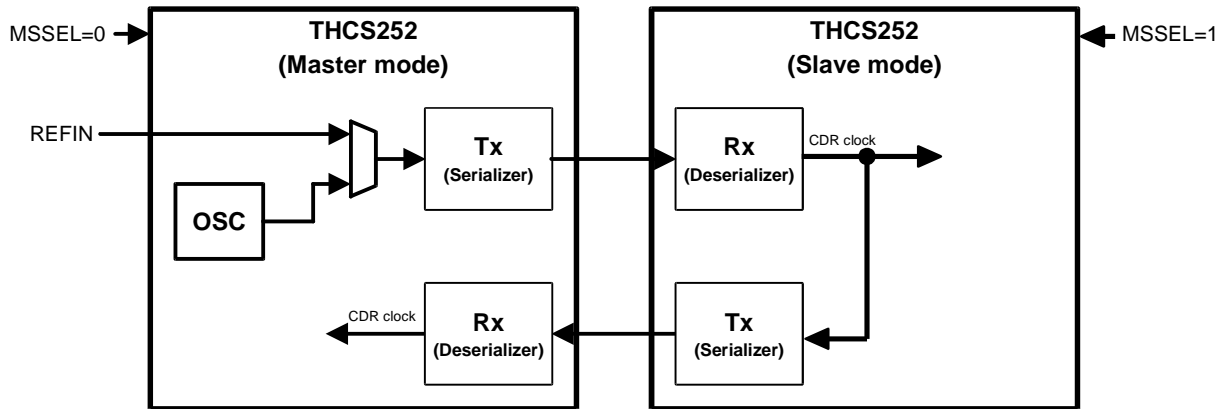 MSSEL=0
THCS252
(Master mode)
THCS252
(Slave mode)
MSSEL=1
REFIN
OSC
Tx
(Serializer)
Rx
(Deserializer)
CDR clock
CDR clock
Rx
(Deserializer)
Tx
(Serializer)